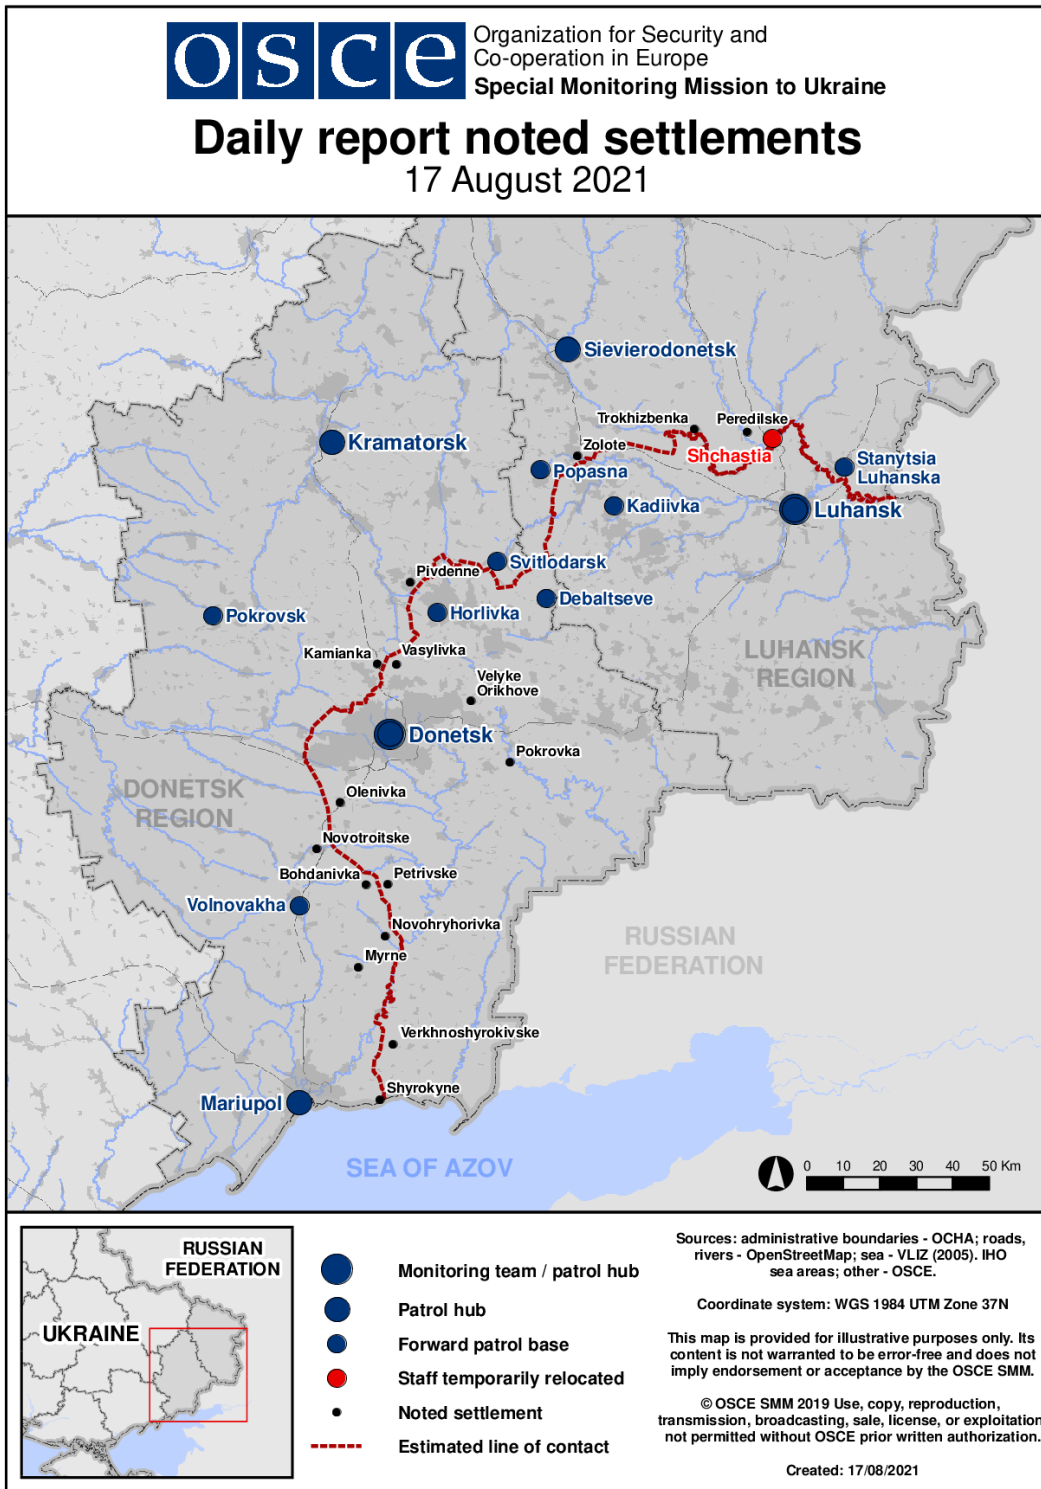 osce
Organization for Security and
Co-operation in Europe
Special Monitoring Mission to Ukraine
Daily report noted settlements
17 August 2021
Sievierodonetsk
Trokhizbenka
Peredilske
Kramatorsk
Zolote
Shchastia
Stanytsia
Luhanska
Popasna
Kadiivka
Luhansk
Svitlodarsk
Pivdenne
Debaltseve
Horlivka
Pokrovsk
Kamianka
Vasylivka
LUHANSK
REGION
Velyke
Orikhove
Donetsk
Pokrovka
DONETSK
REGION
Olenivka
Novotroitske
Bohdanivka
Petrivske
Volnovakha
Novohryhorivka
RUSSIAN
FEDERATION
Myrne
Verkhnoshyrokivske
Shyrokyne
Mariupol
SEA OF AZOV
0 10 20 30 40 50 Km
RUSSIAN
FEDERATION
UKRAINE
Monitoring team / patrol hub
Patrol hub
Forward patrol base
Staff temporarily relocated
Noted settlement
Estimated line of contact
Sources: administrative boundaries - OCHA; roads,
rivers - OpenStreetMap; sea - VLIZ (2005). IHO
sea areas; other - OSCE.
Coordinate system: WGS 1984 UTM Zone 37N
This map is provided for illustrative purposes only. Its
content is not warranted to be error-free and does not
imply endorsement or acceptance by the OSCE SMM.
© OSCE SMM 2019 Use, copy, reproduction,
transmission, broadcasting, sale, license, or exploitation
not permitted without OSCE prior written authorization.
Created: 17/08/2021